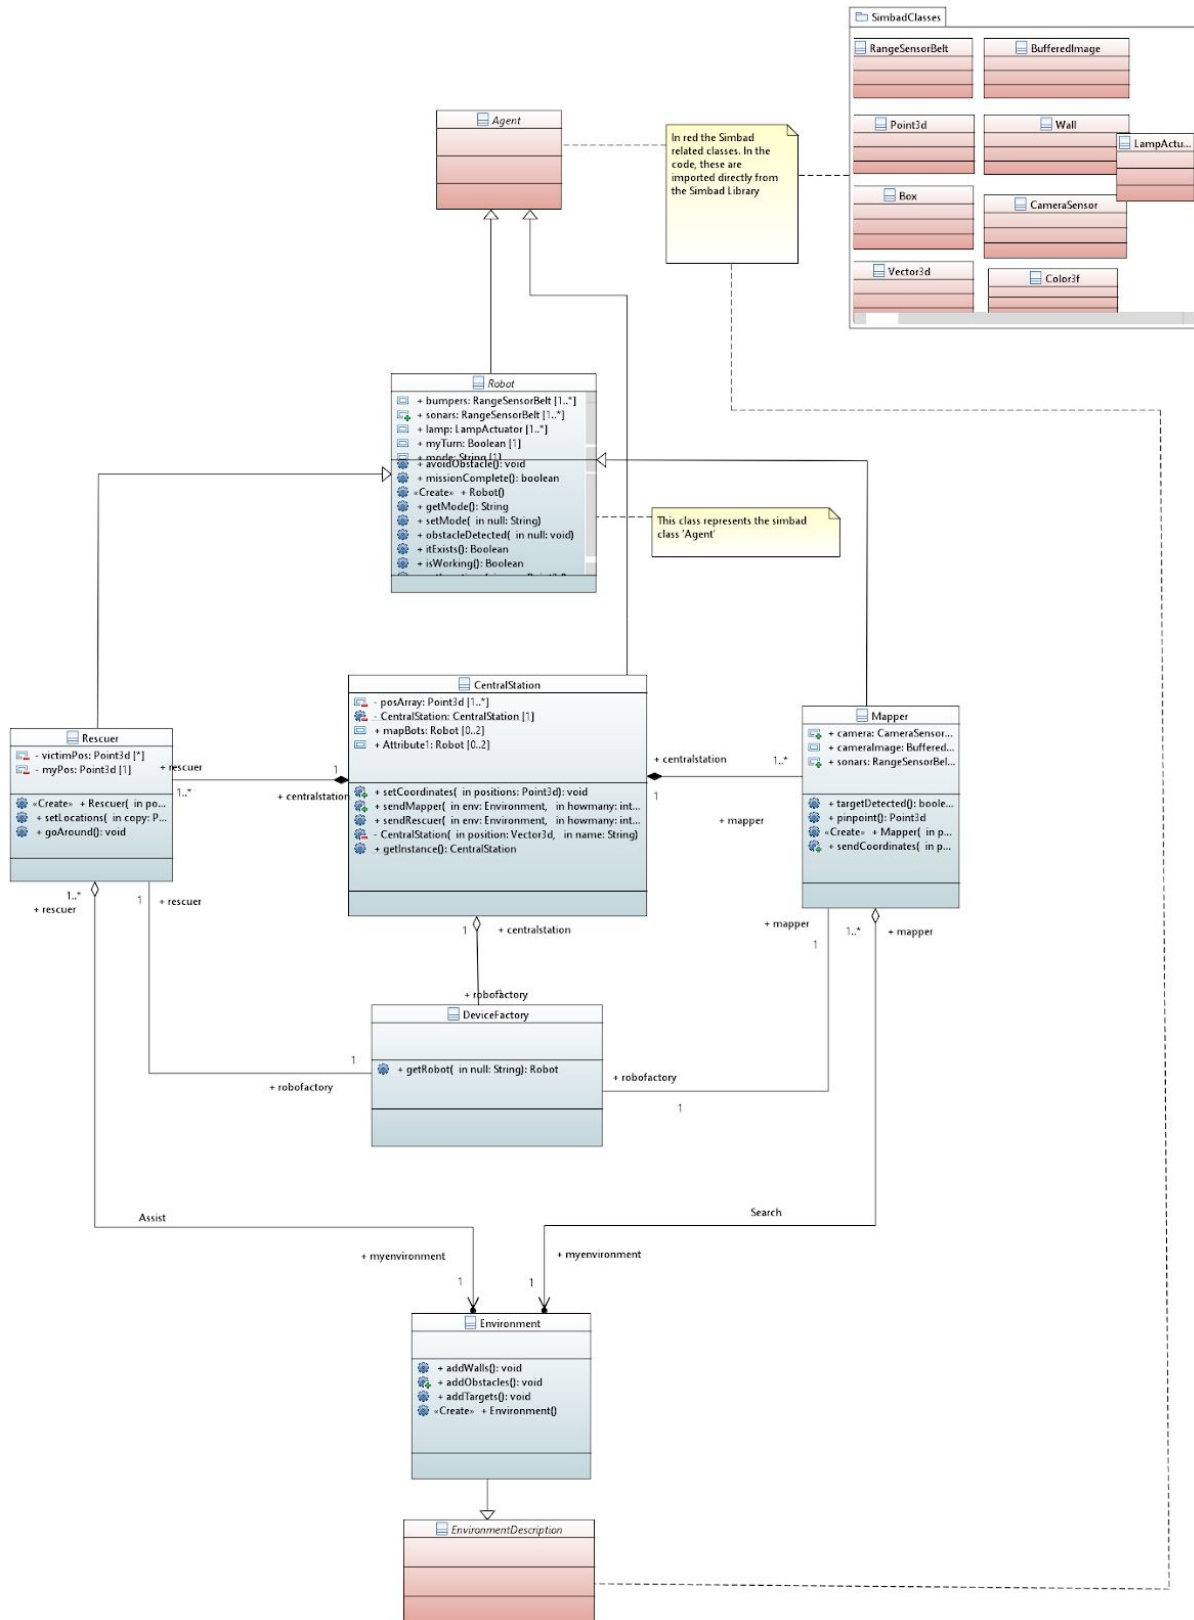 SimbadClasses
RangeSensorBelt
BufferedImage
Point3d
Wall
LampActu...
Box
CameraSensor
Vector3d
Color3f
Agent
In red the Simbad
related classes. In the
code, these are
imported directly from
the Simbad Library
Robot
+ bumpers: RangeSensorBelt [1..*]
+ sonars: RangeSensorBelt [1..*]
+ lamp: LampActuator [1..*]
+ myTurn: Boolean [1]
+ mode: String [1]
+ avoidObstacle(): void
+ missionComplete(): boolean
«Create» + Robot()
+ getMode(): String
+ setMode( in null: String)
+ obstacleDetected( in null: void)
+ itExists(): Boolean
+ isWorking(): Boolean
This class represents the simbad
class 'Agent'
CentralStation
- posArray: Point3d [1..*]
- CentralStation: CentralStation [1]
+ mapBots: Robot [0..2]
+ Attribute1: Robot [0..2]
+ setCoordinates( in positions: Point3d): void
+ sendMapper( in env: Environment, in howmany: int...
+ sendRescuer( in env: Environment, in howmany: int...
- CentralStation( in position: Vector3d, in name: String)
+ getInstance(): CentralStation
Rescuer
- victimPos: Point3d [*]
- myPos: Point3d [1]
«Create» + Rescuer( in po...
+ setLocations( in copy: P...
+ goAround(): void
Mapper
+ camera: CameraSensor...
+ cameraImage: Buffered...
+ sonars: RangeSensorBel...
+ targetDetected(): boole...
+ pinpoint(): Point3d
«Create» + Mapper( in p...
+ sendCoordinates( in p...
+ rescuer
1
1..*
+ centralstation
+ centralstation
1..*
1
+ mapper
1..*
+ rescuer
1
+ rescuer
1
+ centralstation
+ mapper
1
1..*
+ mapper
+ robofactory
DeviceFactory
+ getRobot( in null: String): Robot
1
+ robofactory
+ robofactory
1
Assist
Search
+ myenvironment
1
+ myenvironment
1
Environment
+ addWalls(): void
+ addObstacles(): void
+ addTargets(): void
«Create» + Environment()
EnvironmentDescription